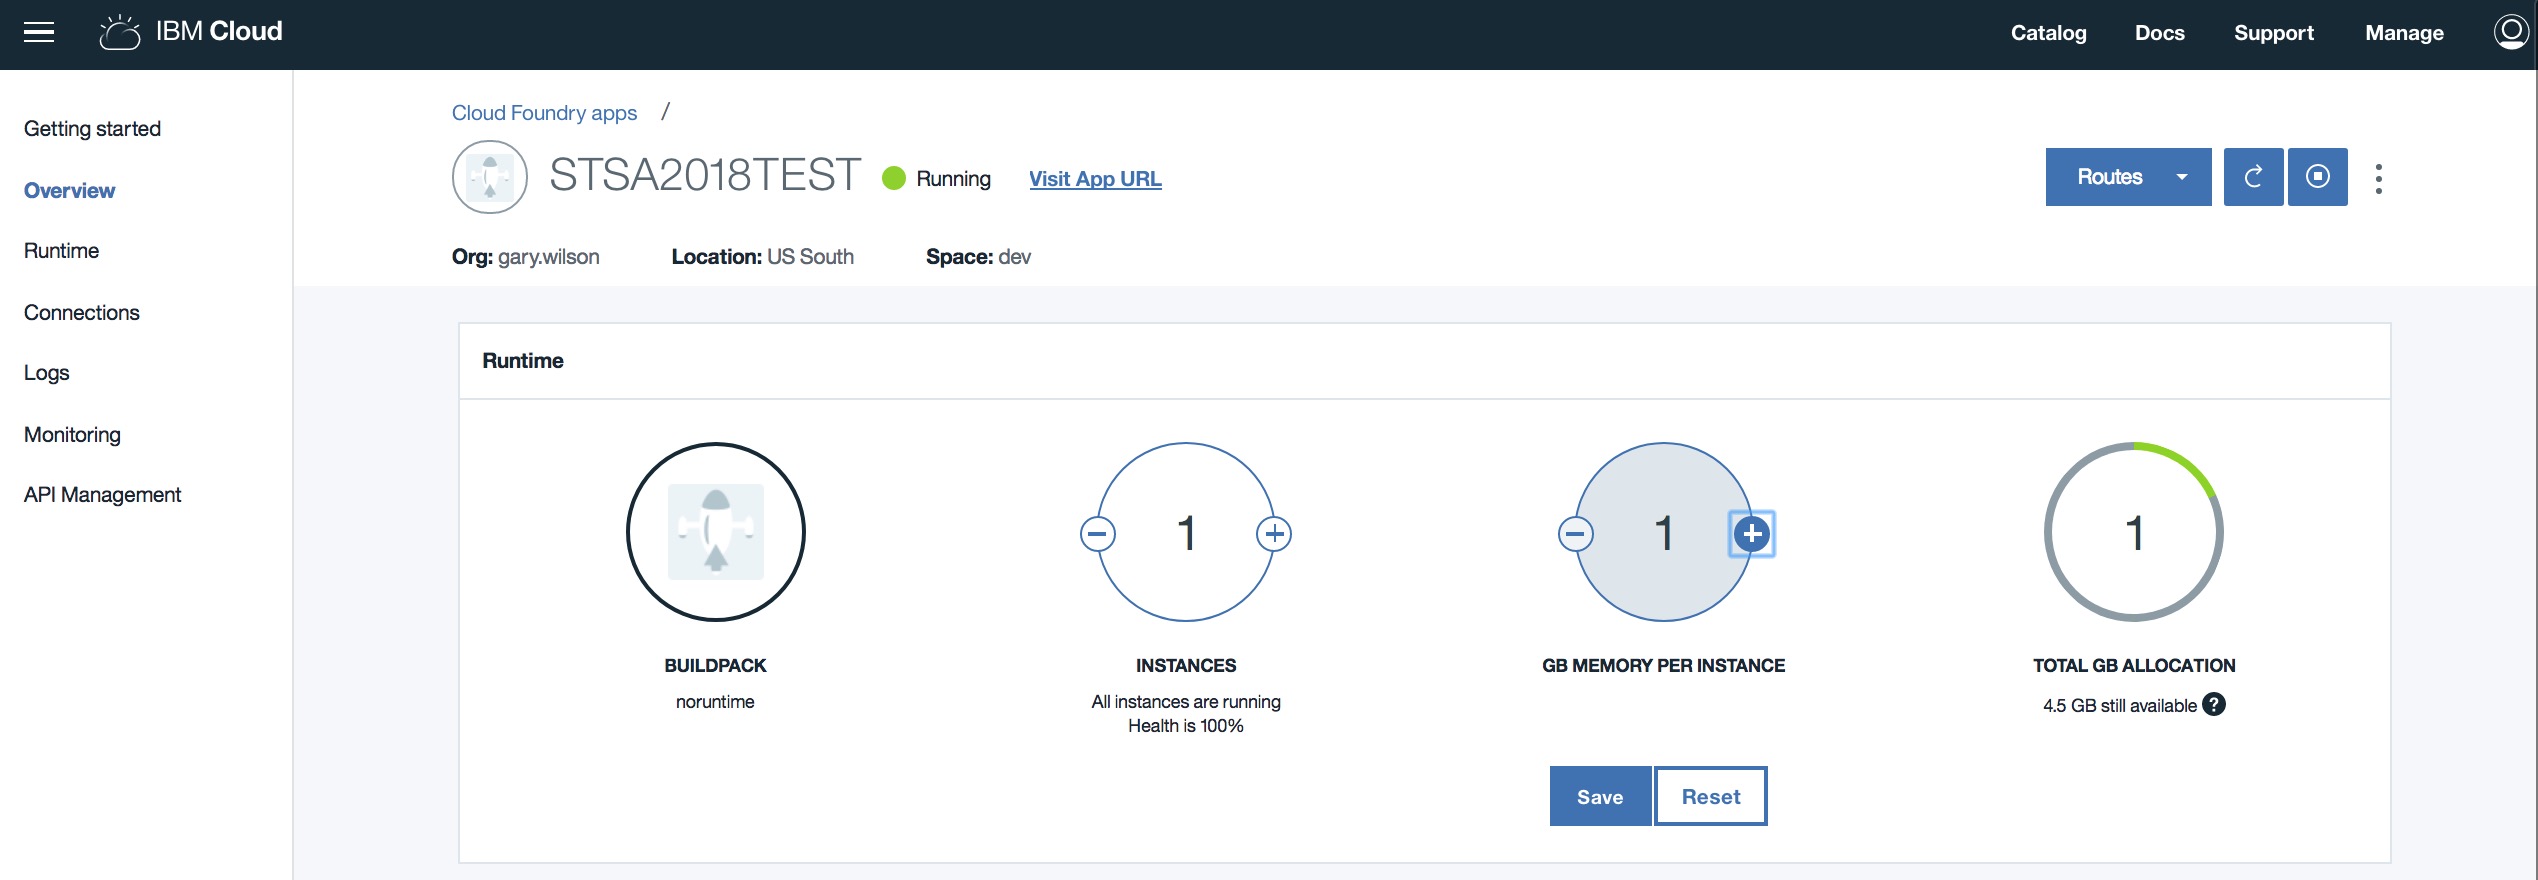 IBM Cloud
Catalog Docs Support Manage
Getting started
Overview
Runtime
Connections
Logs
Monitoring
API Management
Cloud Foundry apps /
STSA2018TEST Running Visit App URL
Routes
Org: gary.wilson Location: US South Space: dev
Runtime
1 1 1
BUILDPACK INSTANCES GB MEMORY PER INSTANCE TOTAL GB ALLOCATION
noruntime All instances are running 4.5 GB still available ?
Health is 100%
Save Reset